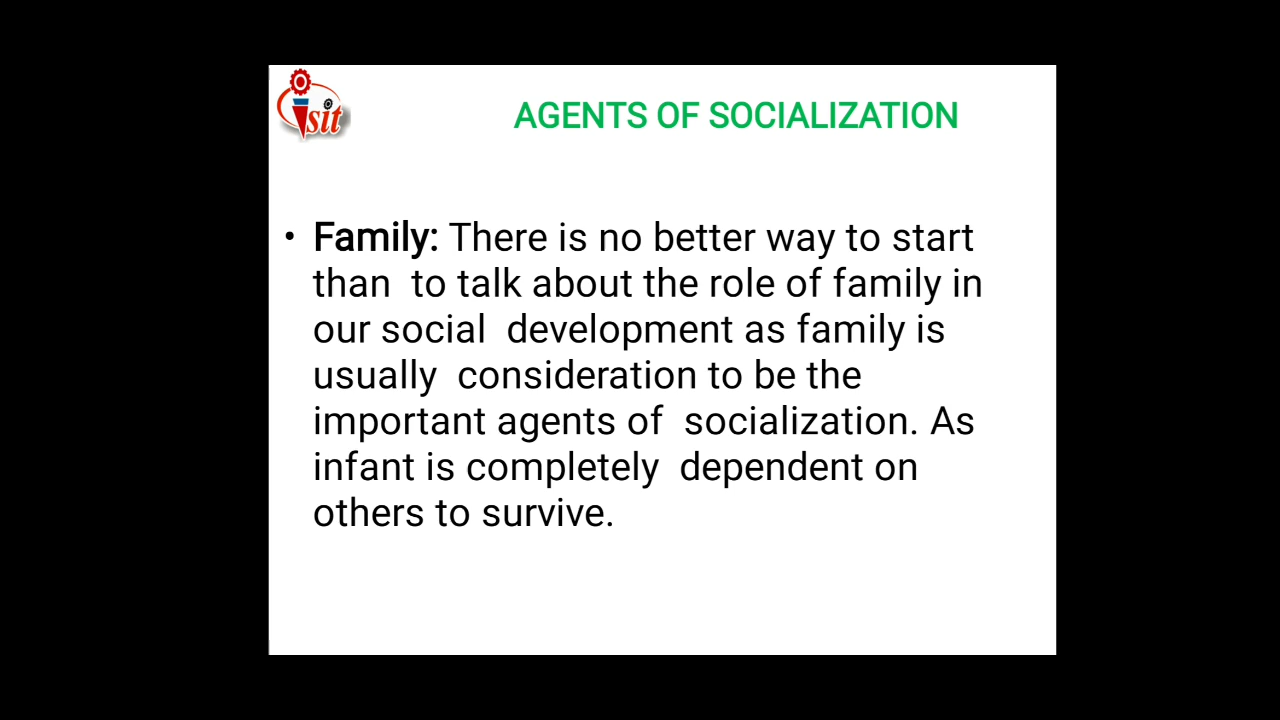 isit
AGENTS OF SOCIALIZATION
• Family: There is no better way to start
than to talk about the role of family in
our social development as family is
usually consideration to be the
important agents of socialization. As
infant is completely dependent on
others to survive.